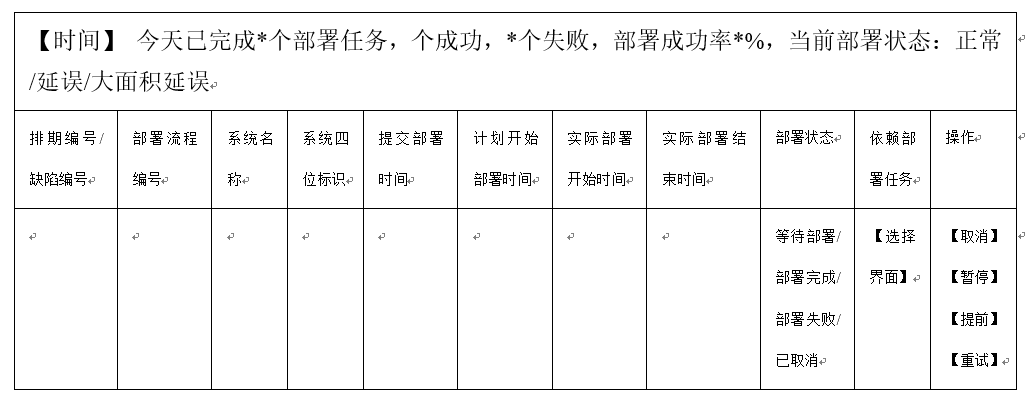 【时间】 今天已完成*个部署任务，个成功，*个失败，部署成功率*%，当前部署状态：正常
/延误/大面积延误
排期编号/
缺陷编号
部署流程
编号
系统名
称
系统四
位标识
提交部署
时间
计划开始
部署时间
实际部署
开始时间
实际部署结
束时间
部署状态
依赖部
署任务
操作
等待部署/
部署完成/
部署失败/
已取消
【选择
界面】
【取消】
【暂停】
【提前】
【重试】